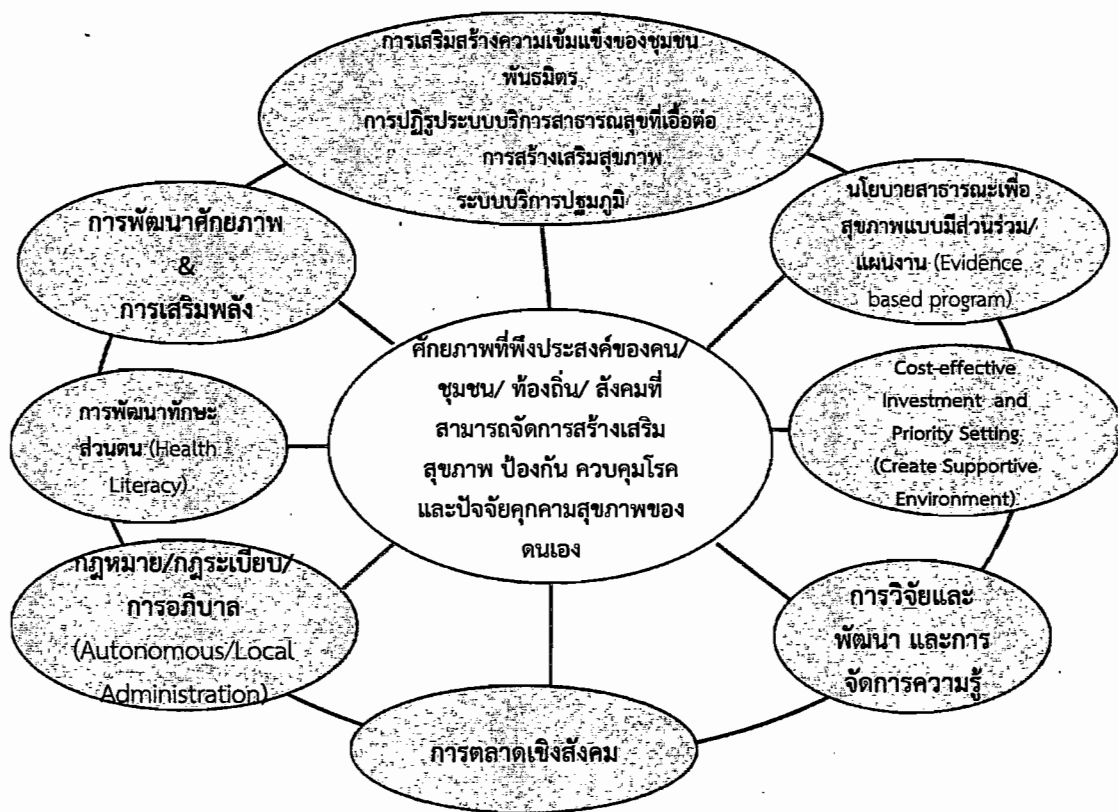 การเสริมสร้างความเข้มแข็งของชุมชน
พันธมิตร
การปฏิรูประบบบริการสาธารณสุขที่เอื้อต่อ
การสร้างเสริมสุขภาพ
ระบบบริการปฐมภูมิ
นโยบายสาธารณะเพื่อ
สุขภาพแบบมีส่วนร่วม/
แผนงาน (Evidence
based program)
Cost-effective
Investment and
Priority Setting
(Create Supportive
Environment)
การวิจัยและ
พัฒนา และการ
จัดการความรู้
การตลาดเชิงสังคม
กฎหมาย/กฎระเบียบ/
การอภิบาล
(Autonomous/Local
Administration)
การพัฒนาทักษะ
ส่วนตน (Health
Literacy)
การพัฒนาศักยภาพ
&
การเสริมพลัง
ศักยภาพที่พึงประสงค์ของคน/
ชุมชน/ ท้องถิ่น/ สังคมที่
สามารถจัดการสร้างเสริม
สุขภาพ ป้องกัน ควบคุมโรค
และปัจจัยคุกคามสุขภาพของ
ตนเอง